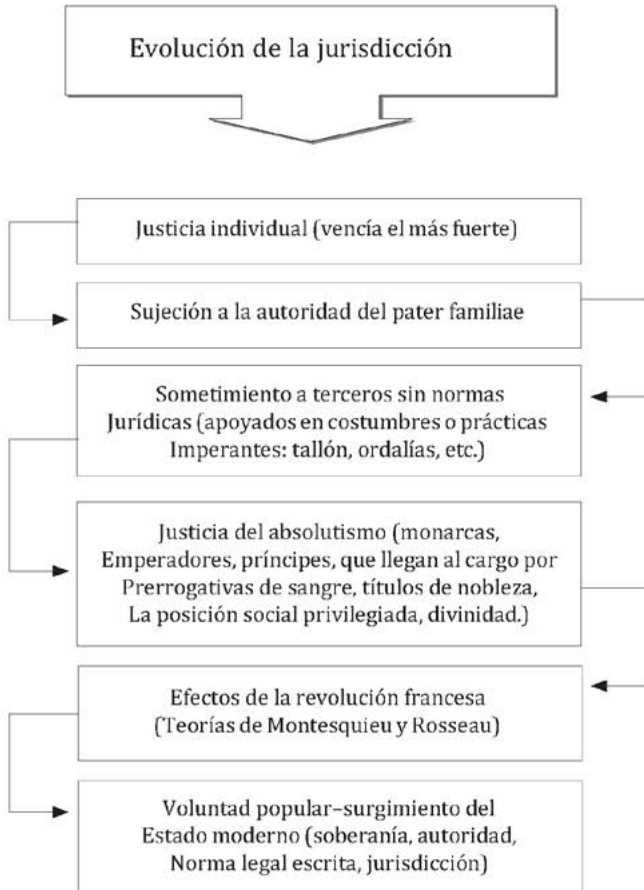 Evolución de la jurisdicción
Justicia individual (vencía el más fuerte)
Sujeción a la autoridad del pater familiae
Sometimiento a terceros sin normas
Jurídicas (apoyados en costumbres o prácticas
Imperantes: tallón, ordalías, etc.)
Justicia del absolutismo (monarcas,
Emperadores, príncipes, que llegan al cargo por
Prerrogativas de sangre, títulos de nobleza,
La posición social privilegiada, divinidad.)
Efectos de la revolución francesa
(Teorías de Montesquieu y Rosseau)
Voluntad popular–surgimiento del
Estado moderno (soberanía, autoridad,
Norma legal escrita, jurisdicción)